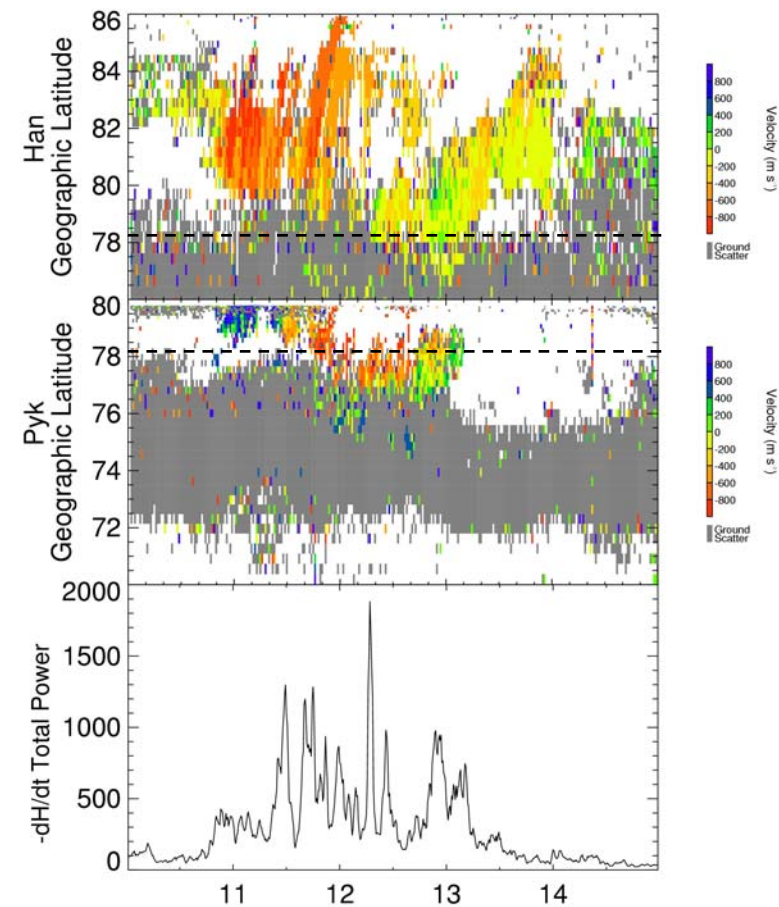 Han
Geographic Latitude
86
84
82
80
78
800
600
400
200
0
-200
-400
-600
-800
Velocity (m s⁻¹)
Ground
Scatter
Pyk
Geographic Latitude
80
78
76
74
72
800
600
400
200
0
-200
-400
-600
-800
Velocity (m s⁻¹)
Ground
Scatter
-dH/dt Total Power
2000
1500
1000
500
0
11 12 13 14